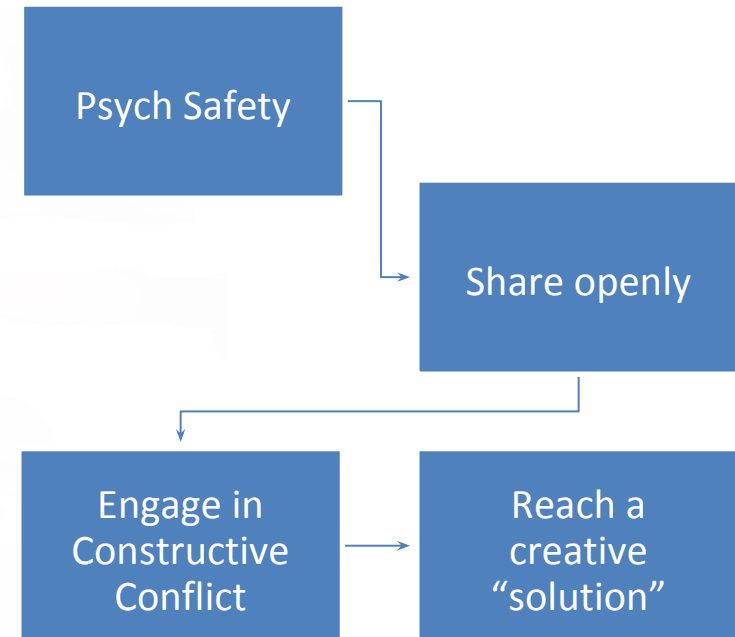 Psych Safety
Share openly
Engage in
Constructive
Conflict
Reach a
creative
“solution”